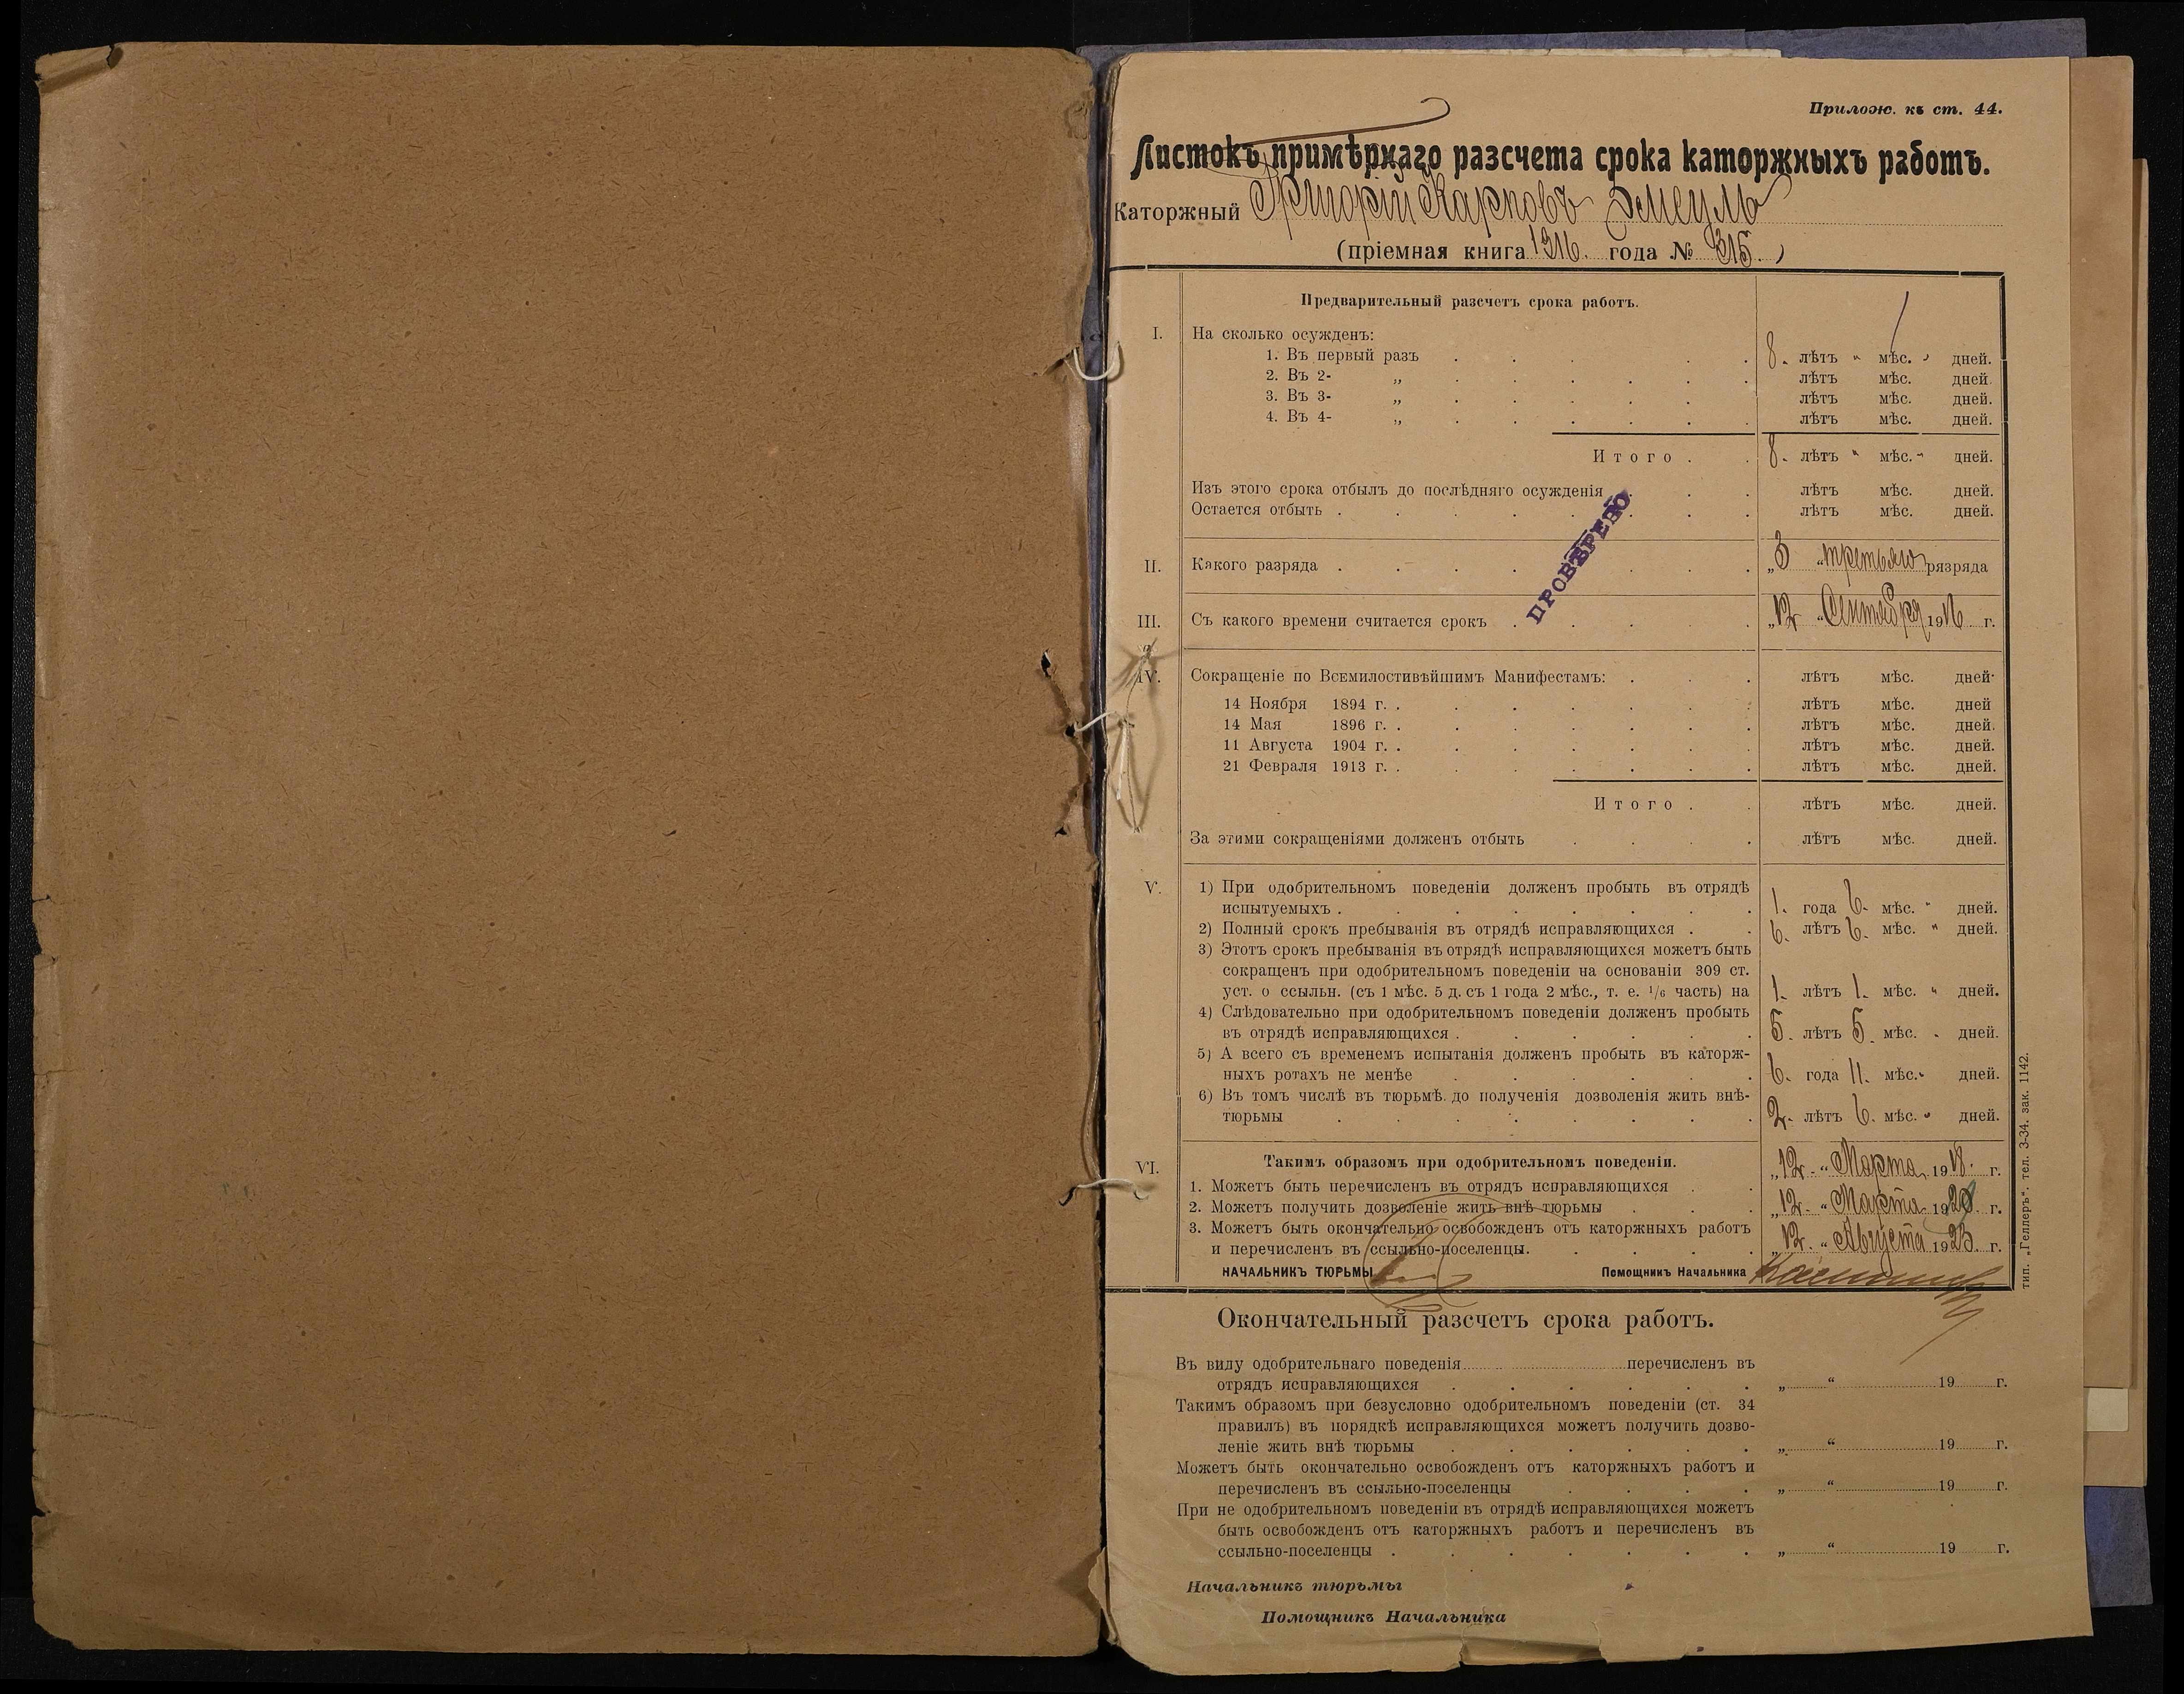 Прилож. къ ст. 44.
Листокъ примѣрнаго разсчета срока каторжныхъ работъ.
Каторжный Григорій Карповъ Змеулъ
(пріемная книга 1916. года № 315.)
Предварительный разсчетъ срока работъ.
I. На сколько осужденъ:
1. Въ первый разъ . . . . . 8. лѣтъ " мѣс. " дней.
2. Въ 2- „ . . . . . . лѣтъ мѣс. дней.
3. Въ 3- „ . . . . . лѣтъ мѣс. дней.
4. Въ 4- „ . . . . . . лѣтъ мѣс. дней.
Итого . . 8. лѣтъ " мѣс. " дней.
Изъ этого срока отбылъ до послѣдняго осужденія . . . лѣтъ мѣс. дней.
Остается отбыть . . . . . . . . лѣтъ мѣс. дней.
ПРОВѢРЕНО
II. Какого разряда . . . . . . . . „3 “ третьяго разряда
III. Съ какого времени считается срокъ . . . . . „12 “ Сентября 1916 г.
IV. Сокращеніе по Всемилостивѣйшимъ Манифестамъ: . . . лѣтъ мѣс. дней.
14 Ноября 1894 г. . . . . . . . лѣтъ мѣс. дней
14 Мая 1896 г. . . . . . . . лѣтъ мѣс. дней.
11 Августа 1904 г. . . . . . . . лѣтъ мѣс. дней.
21 Февраля 1913 г. . . . . . . . лѣтъ мѣс. дней.
Итого . . лѣтъ мѣс. дней.
За этими сокращеніями долженъ отбыть . . . . лѣтъ мѣс. дней.
V. 1) При одобрительномъ поведеніи долженъ пробыть въ отрядѣ
испытуемыхъ . . . . . . . . 1. года 6. мѣс. " дней.
2) Полный срокъ пребыванія въ отрядѣ исправляющихся . . 6. лѣтъ 6. мѣс. " дней.
3) Этотъ срокъ пребыванія въ отрядѣ исправляющихся можетъ быть
сокращенъ при одобрительномъ поведеніи на основаніи 309 ст.
уст. о ссыльн. (съ 1 мѣс. 5 д. съ 1 года 2 мѣс., т. е. 1/6 часть) на 1. лѣтъ 1. мѣс. " дней.
4) Слѣдовательно при одобрительномъ поведеніи долженъ пробыть
въ отрядѣ исправляющихся . . . . . . 5. лѣтъ 5. мѣс. " дней.
5) А всего съ временемъ испытанія долженъ пробыть въ каторж-
ныхъ ротахъ не менѣе . . . . . . 6. года 11. мѣс. " дней.
6) Въ томъ числѣ въ тюрьмѣ до полученія дозволенія жить внѣ-
тюрьмы . . . . . . . . 2. лѣтъ 6. мѣс. " дней.
VI. Такимъ образомъ при одобрительномъ поведеніи.
1. Можетъ быть перечисленъ въ отрядъ исправляющихся . . „12. “ Марта 1918. г.
2. Можетъ получить дозволеніе жить внѣ тюрьмы . . . „12. “ Марта 1920 г.
3. Можетъ быть окончательно освобожденъ отъ каторжныхъ работъ
и перечисленъ въ ссыльно-поселенцы. . . . . „12. “ Августа 1923. г.
НАЧАЛЬНИКЪ ТЮРЬМЫ Помощникъ Начальника
тип. „Геллеръ“. тел. 3-34. зак. 1142.
Окончательный разсчетъ срока работъ.
Въ виду одобрительнаго поведенія перечисленъ въ
отрядъ исправляющихся . . . . . . „ “ 19 г.
Такимъ образомъ при безусловно одобрительномъ поведеніи (ст. 34
правилъ) въ порядкѣ исправляющихся можетъ получить дозво-
леніе жить внѣ тюрьмы . . . . . . „ “ 19 г.
Можетъ быть окончательно освобожденъ отъ каторжныхъ работъ и
перечисленъ въ ссыльно-поселенцы . . . . „ “ 19 г.
При не одобрительномъ поведеніи въ отрядѣ исправляющихся можетъ
быть освобожденъ отъ каторжныхъ работъ и перечисленъ въ
ссыльно-поселенцы . . . . . . . „ “ 19 г.
Начальникъ тюрьмы
Помощникъ Начальника